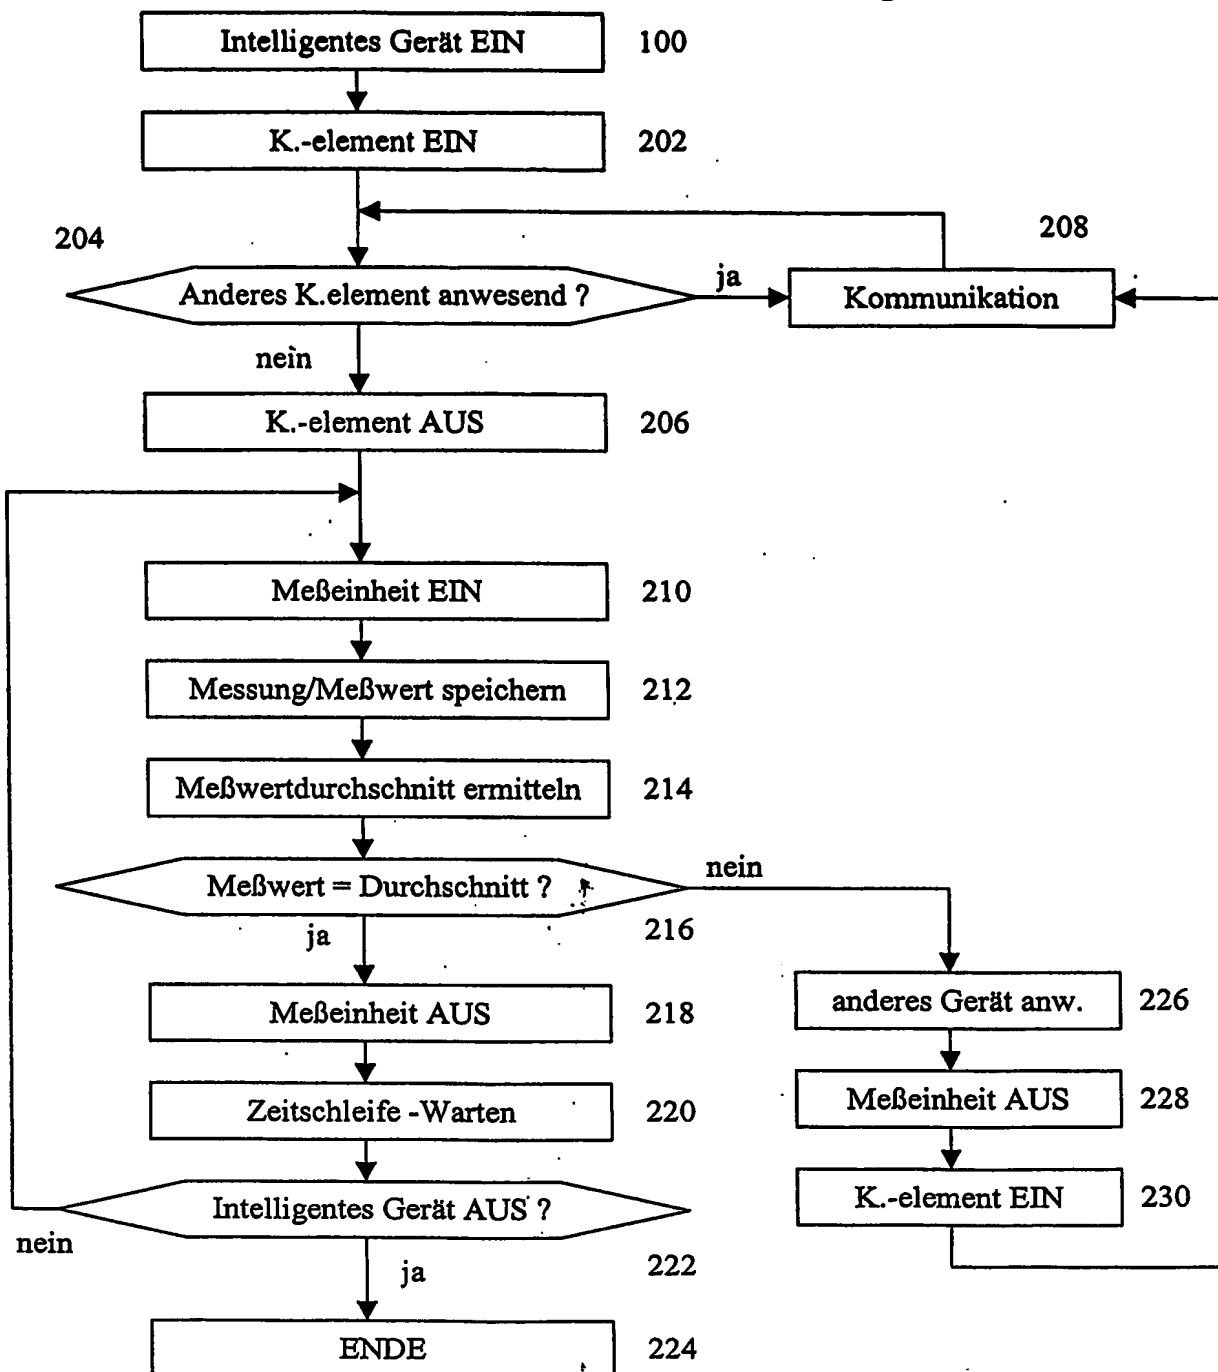 Intelligentes Gerät EIN 100
K.-element EIN 202
204
208
Anderes K.element anwesend ?
ja
Kommunikation
nein
K.-element AUS 206
Meßeinheit EIN 210
Messung/Meßwert speichern 212
Meßwertdurchschnitt ermitteln 214
Meßwert = Durchschnitt ?
nein
ja
216
Meßeinheit AUS 218
anderes Gerät anw. 226
Zeitschleife -Warten 220
Meßeinheit AUS 228
Intelligentes Gerät AUS ?
K.-element EIN 230
nein
ja
222
ENDE 224